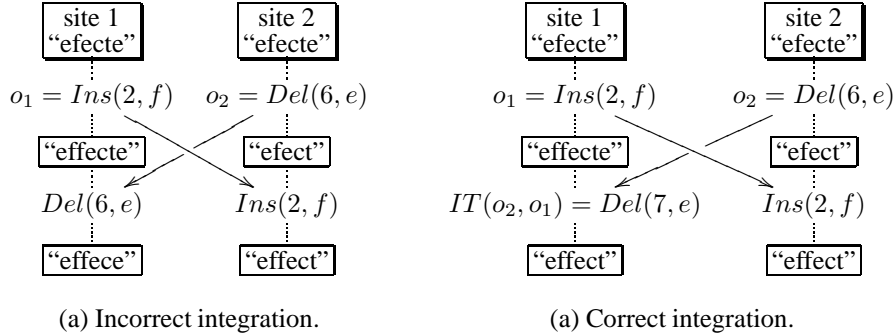 site 1
“efecte”
site 2
“efecte”
o1 = Ins(2, f)
o2 = Del(6, e)
“effecte”
“efect”
Del(6, e)
Ins(2, f)
“effece”
“effect”
(a) Incorrect integration.
site 1
“efecte”
site 2
“efecte”
o1 = Ins(2, f)
o2 = Del(6, e)
“effecte”
“efect”
IT(o2, o1) = Del(7, e)
Ins(2, f)
“effect”
“effect”
(a) Correct integration.